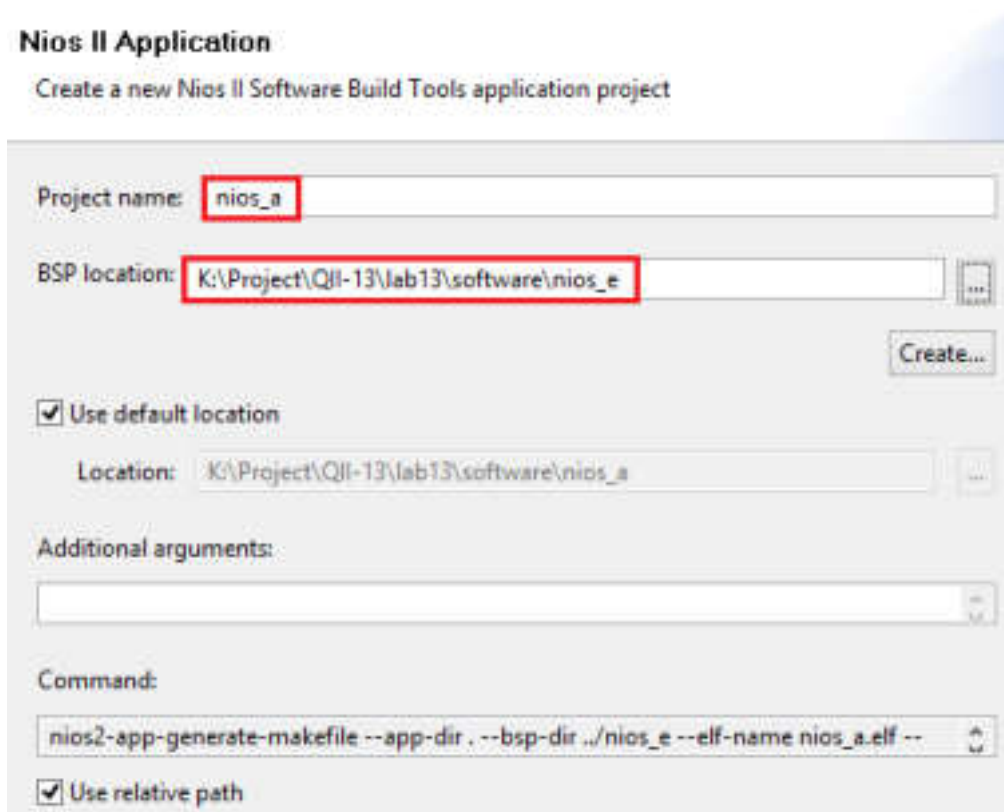 Nios II Application
Create a new Nios II Software Build Tools application project
Project name: nios_a
BSP location: K:\Project\QII-13\lab13\software\nios_e ...
Create...
Use default location
Location: K:\Project\QII-13\lab13\software\nios_a ...
Additional arguments:
Command:
nios2-app-generate-makefile --app-dir . --bsp-dir ../nios_e --elf-name nios_a.elf --
Use relative path